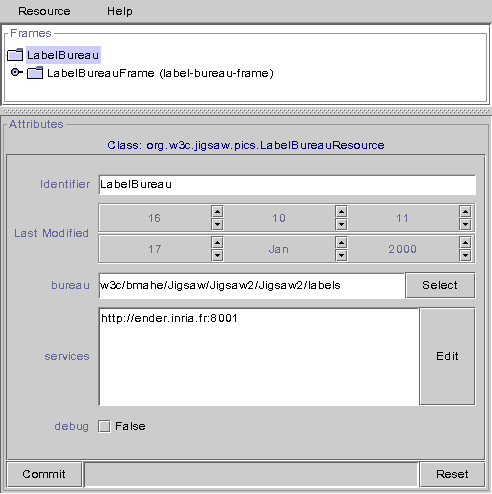 Resource Help
Frames
LabelBureau
LabelBureauFrame (label-bureau-frame)
Attributes
Class: org.w3c.jigsaw.pics.LabelBureauResource
Identifier LabelBureau
16 10 11
Last Modified
17 Jan 2000
bureau w3c/bmahe/Jigsaw/Jigsaw2/Jigsaw2/labels Select
http://ender.inria.fr:8001
services Edit
debug False
Commit Reset